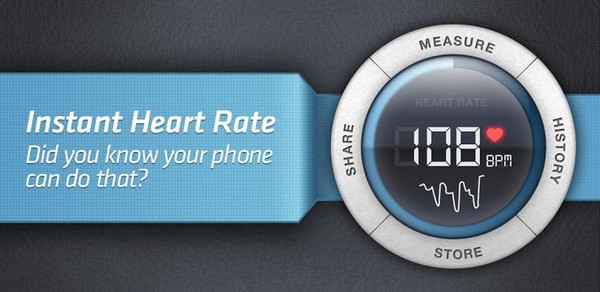 Instant Heart Rate
Did you know your phone
can do that?
MEASURE
SHARE
HEART RATE
108 BPM
HISTORY
STORE